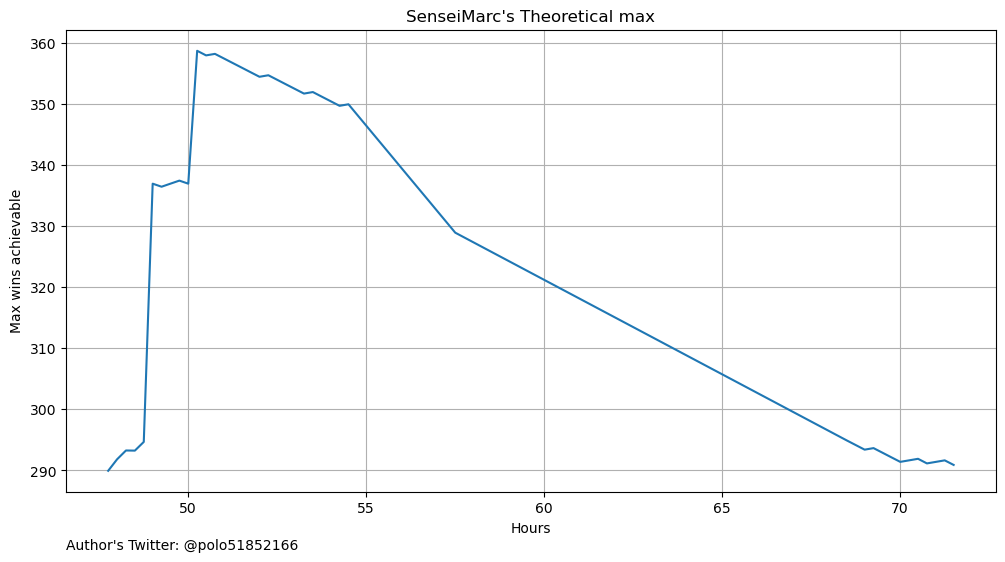 SenseiMarc's Theoretical max
360
350
340
330
320
310
300
290
Max wins achievable
50 55 60 65 70
Hours
Author's Twitter: @polo51852166